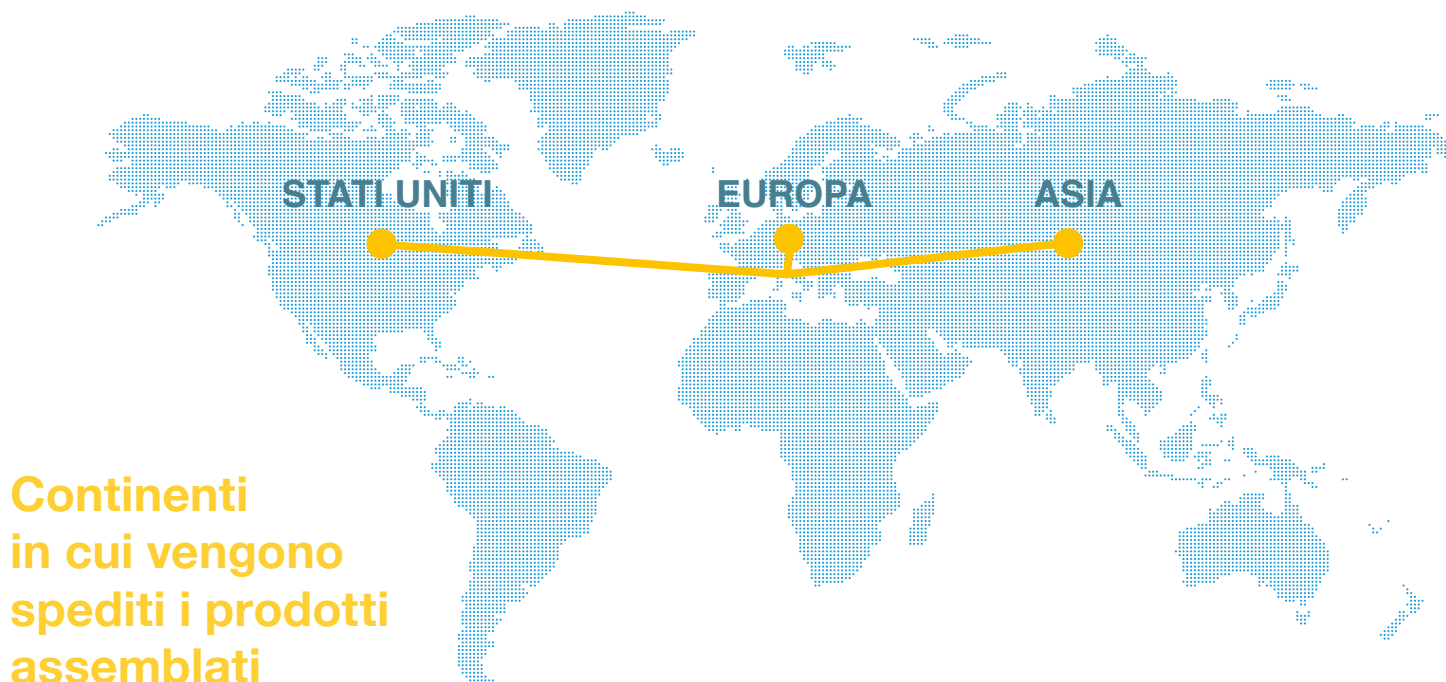 STATI UNITI
EUROPA
ASIA
Continenti
in cui vengono
spediti i prodotti
assemblati